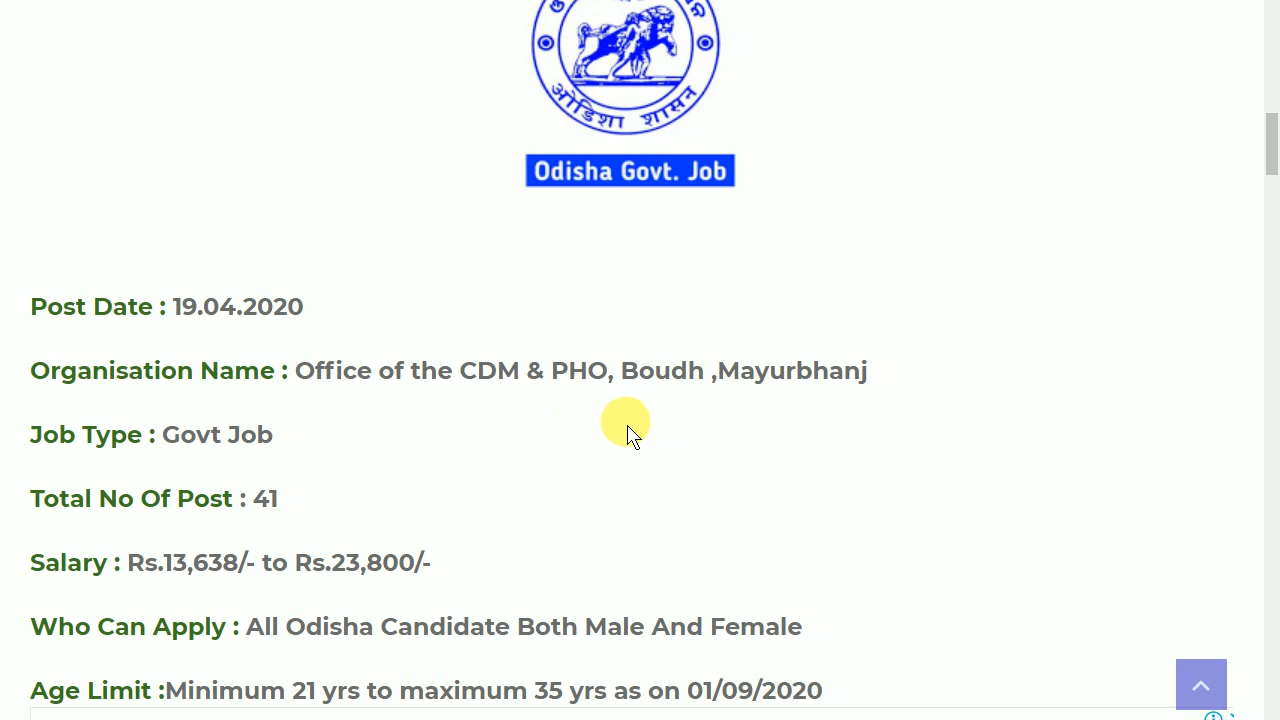 ओडिशा शासन
Odisha Govt. Job
Post Date : 19.04.2020
Organisation Name : Office of the CDM & PHO, Boudh ,Mayurbhanj
Job Type : Govt Job
Total No Of Post : 41
Salary : Rs.13,638/- to Rs.23,800/-
Who Can Apply : All Odisha Candidate Both Male And Female
Age Limit :Minimum 21 yrs to maximum 35 yrs as on 01/09/2020